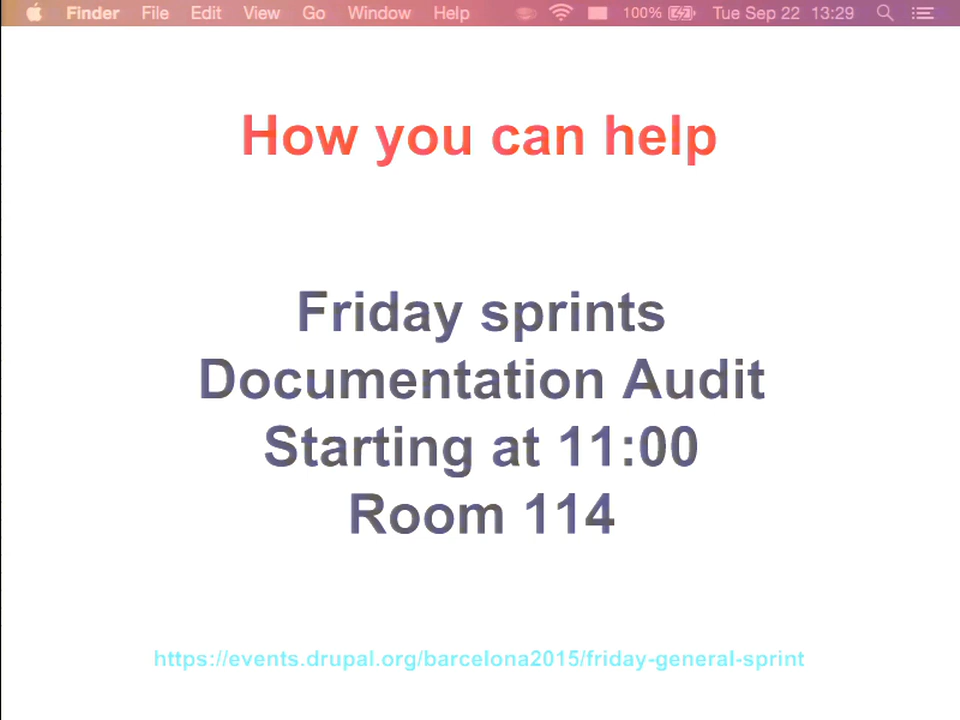 Finder File Edit View Go Window Help 100% Tue Sep 22 13:29
How you can help
Friday sprints
Documentation Audit
Starting at 11:00
Room 114
https://events.drupal.org/barcelona2015/friday-general-sprint